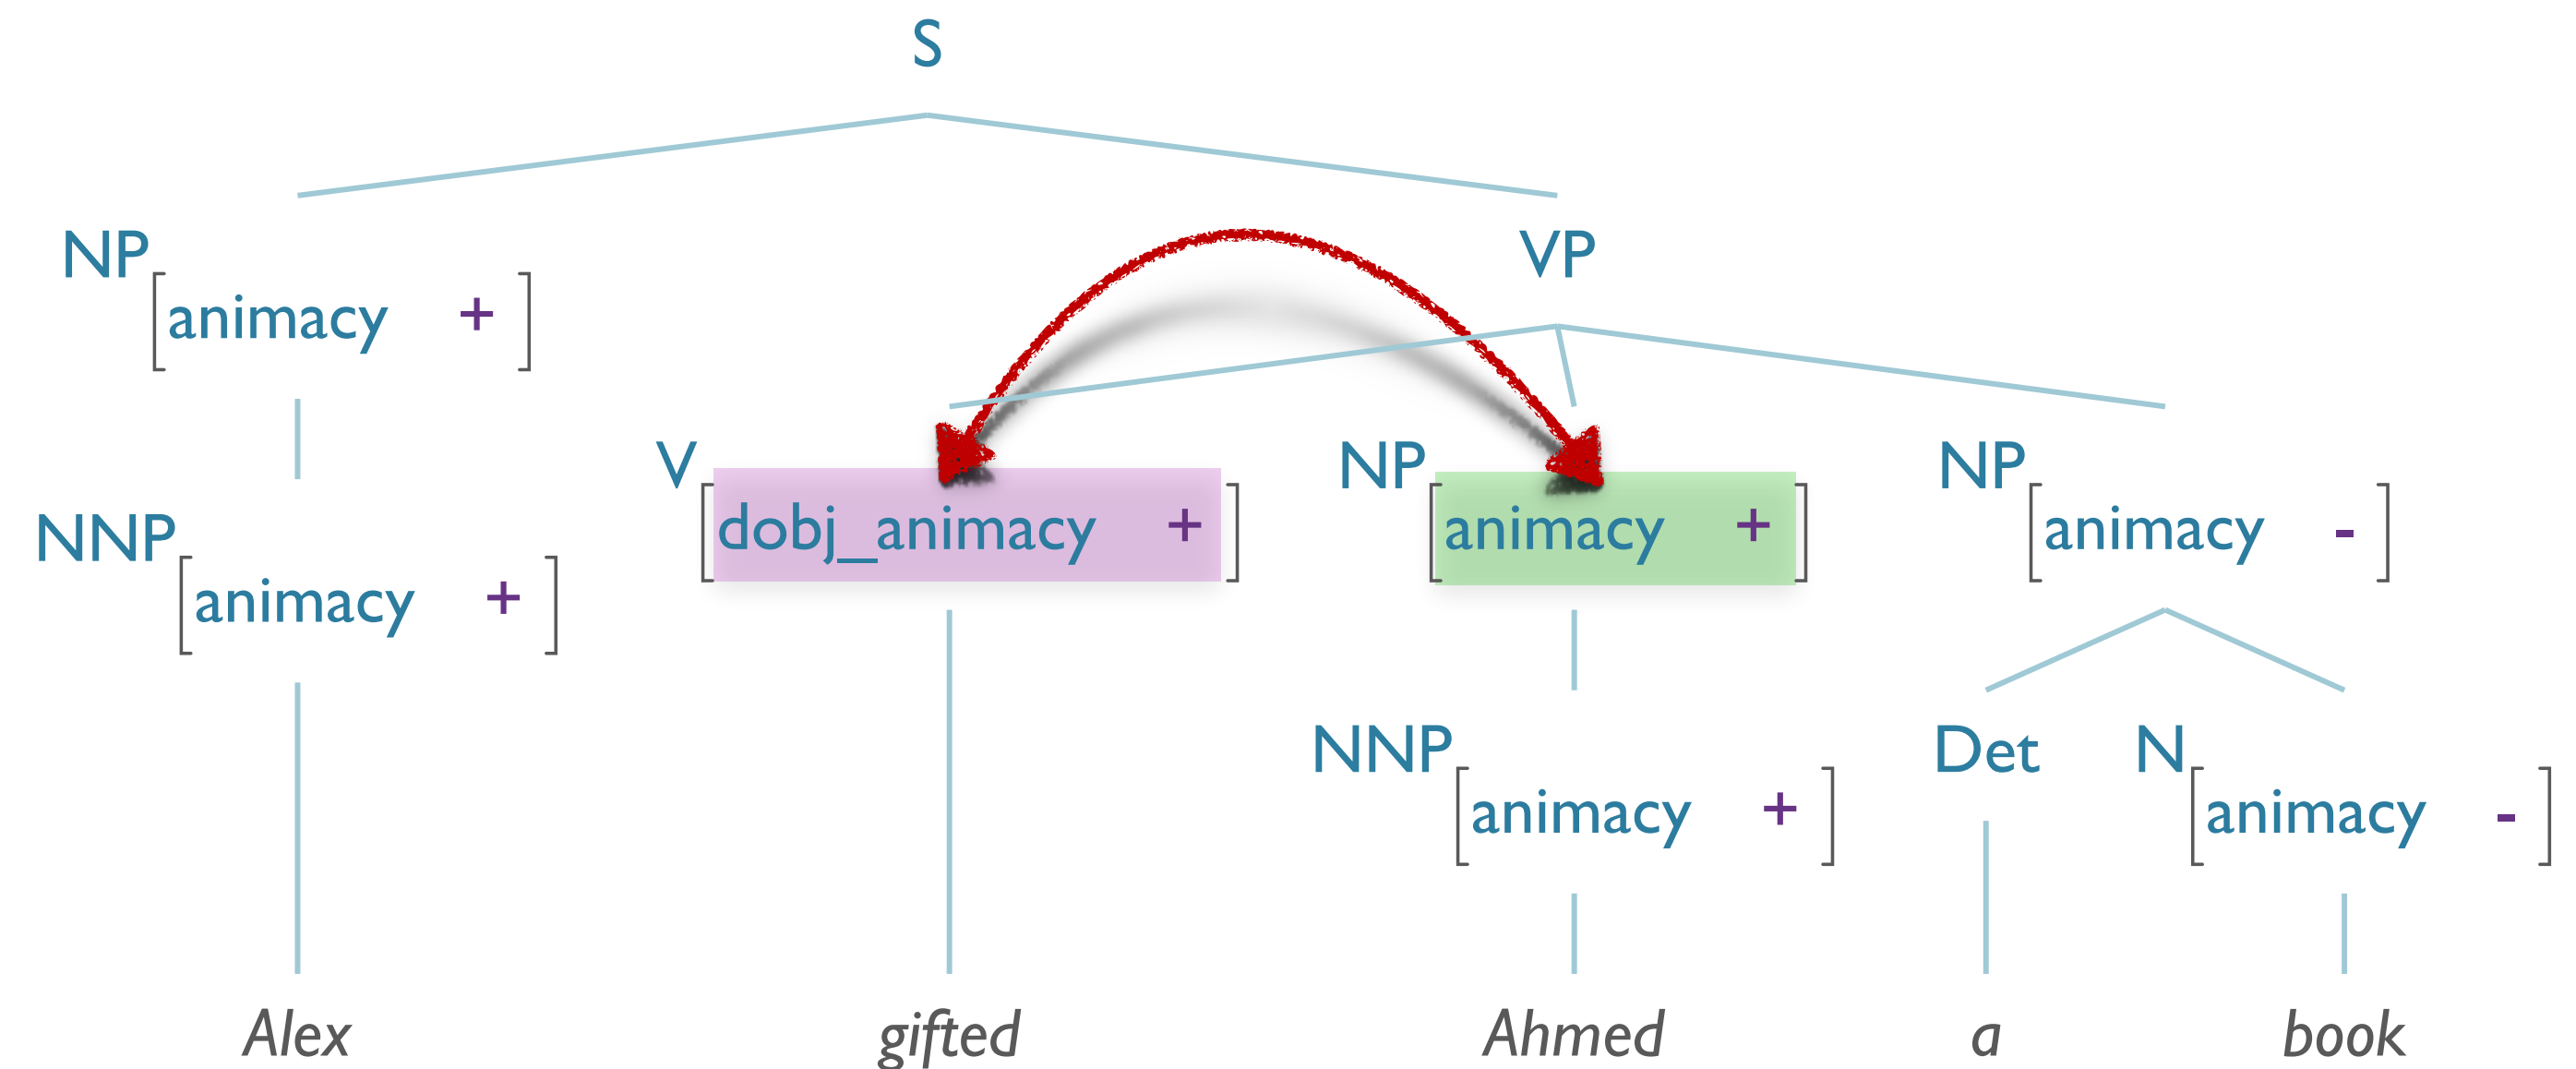 S
NP[animacy +] VP
NNP[animacy +] V[dobj_animacy +] NP[animacy +] NP[animacy -]
NNP[animacy +] Det N[animacy -]
Alex gifted Ahmed a book